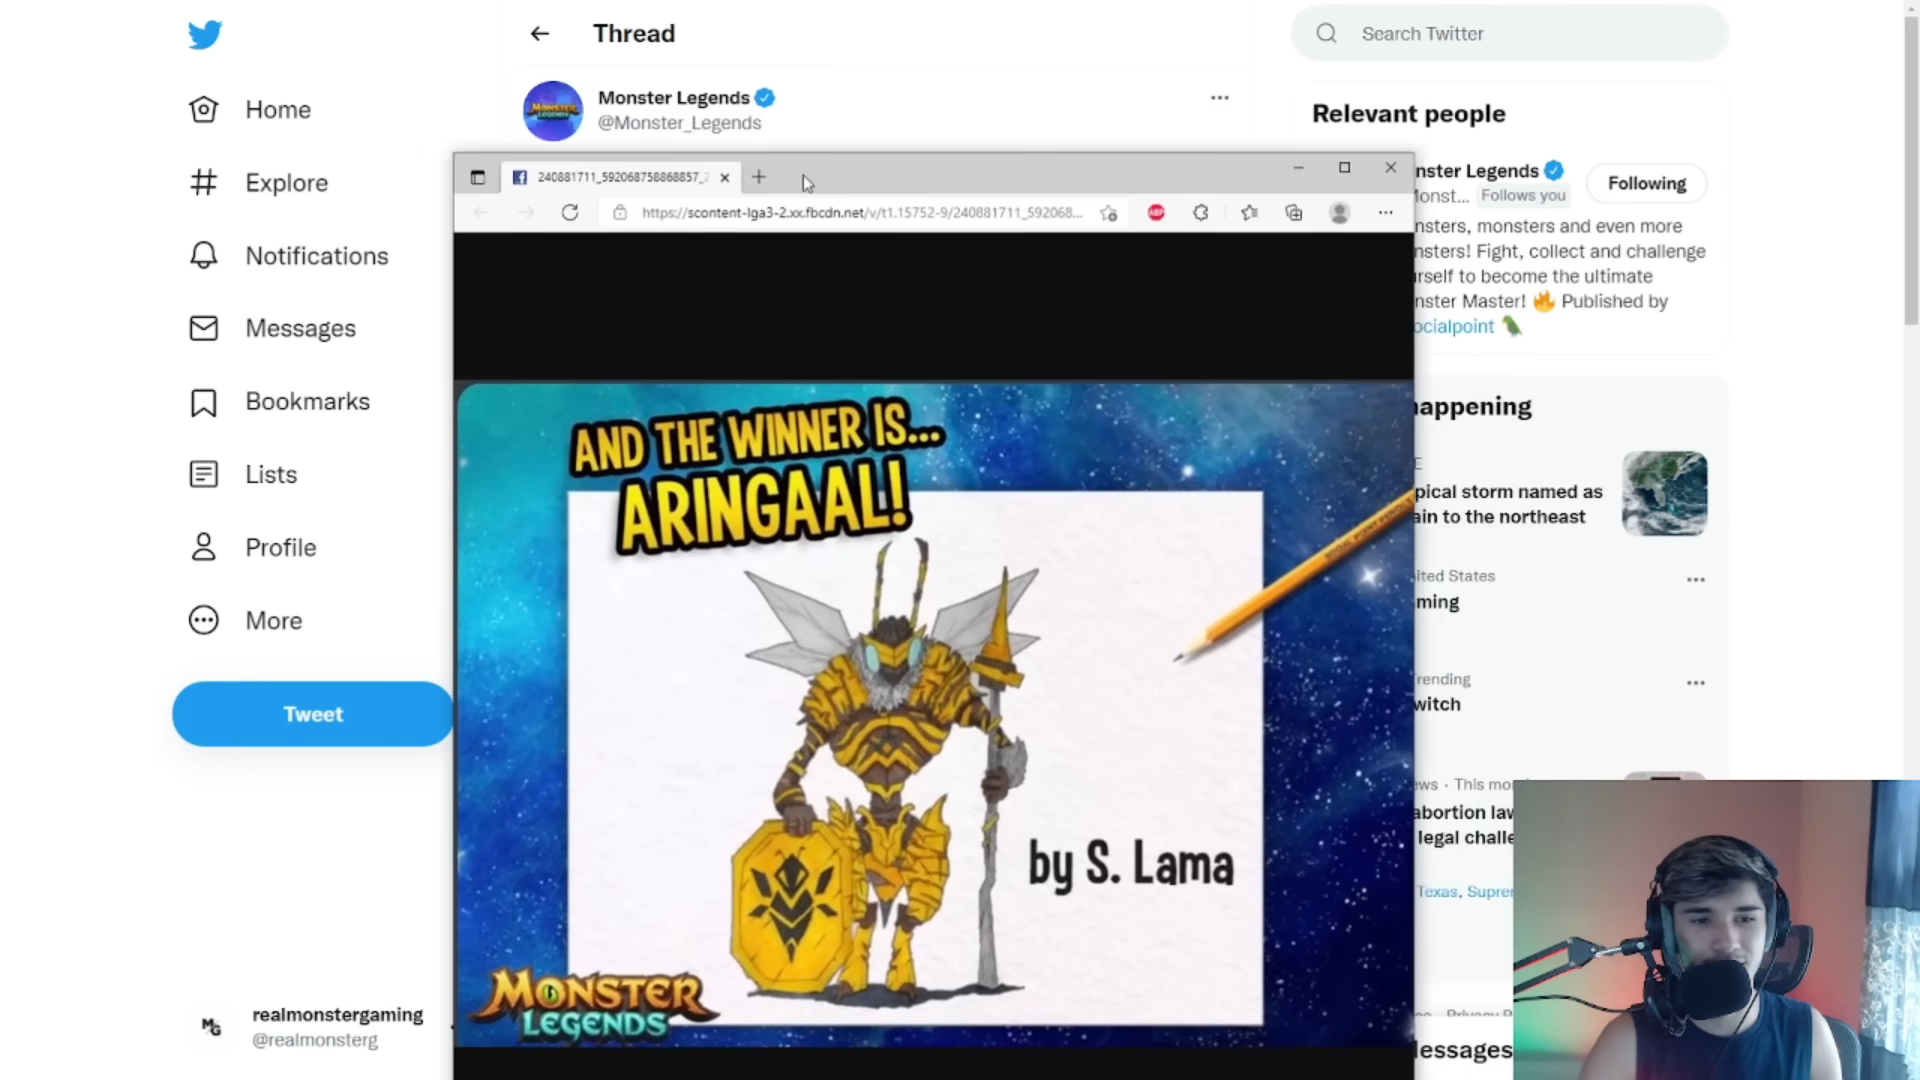 Thread
Search Twitter
Home
Explore
Notifications
Messages
Bookmarks
Lists
Profile
More
Tweet
realmonstergaming
@realmonsterg
Monster Legends
@Monster_Legends
240881711_592068758868857_
https://scontent-lga3-2.xx.fbcdn.net/v/t1.15752-9/240881711_592068...
ABP
AND THE WINNER IS...
ARINGAAL!
by S. Lama
MONSTER
LEGENDS
Relevant people
nster Legends
Following
Monst... Follows you
nsters, monsters and even more
nsters! Fight, collect and challenge
urself to become the ultimate
nster Master! 🔥 Published by
ocialpoint 🦜
happening
pical storm named as
ain to the northeast
ited States
ming
rending
witch
ews · This mo
abortion law
legal challe
Texas, Supre
Privacy P
essages